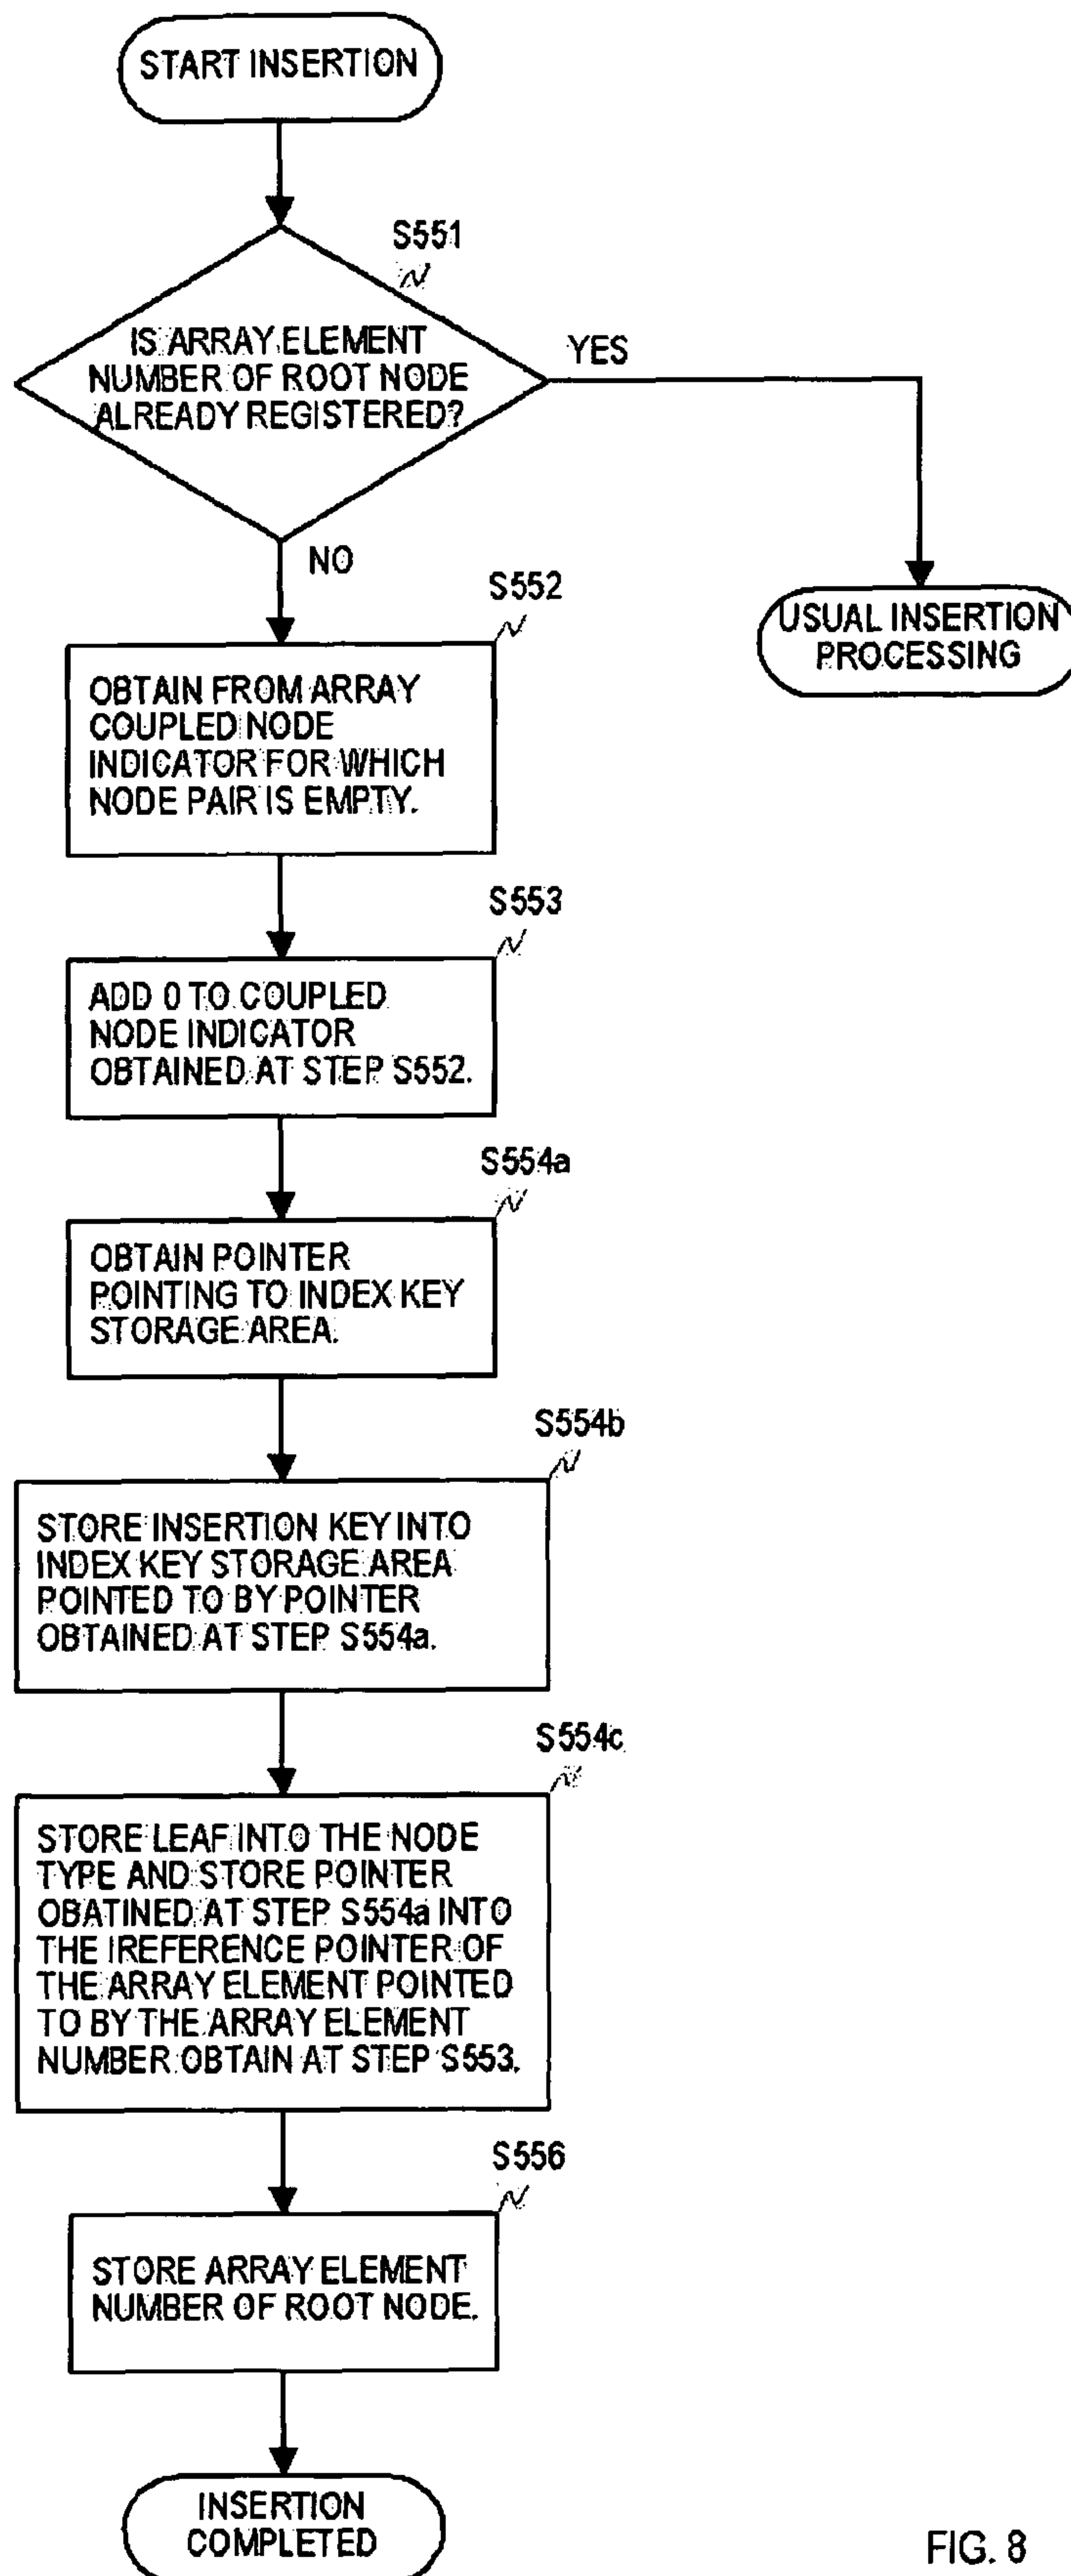 START INSERTION
S551
IS ARRAY ELEMENT
NUMBER OF ROOT NODE
ALREADY REGISTERED?
YES
NO
USUAL INSERTION
PROCESSING
S552
OBTAIN FROM ARRAY
COUPLED NODE
INDICATOR FOR WHICH
NODE PAIR IS EMPTY.
S553
ADD 0 TO COUPLED
NODE INDICATOR
OBTAINED AT STEP S552.
S554a
OBTAIN POINTER
POINTING TO INDEX KEY
STORAGE AREA.
S554b
STORE INSERTION KEY INTO
INDEX KEY STORAGE AREA
POINTED TO BY POINTER
OBTAINED AT STEP S554a.
S554c
STORE LEAF INTO THE NODE
TYPE AND STORE POINTER
OBATINED AT STEP S554a INTO
THE IREFERENCE POINTER OF
THE ARRAY ELEMENT POINTED
TO BY THE ARRAY ELEMENT
NUMBER OBTAIN AT STEP S553.
S556
STORE ARRAY ELEMENT
NUMBER OF ROOT NODE.
INSERTION
COMPLETED
FIG. 8